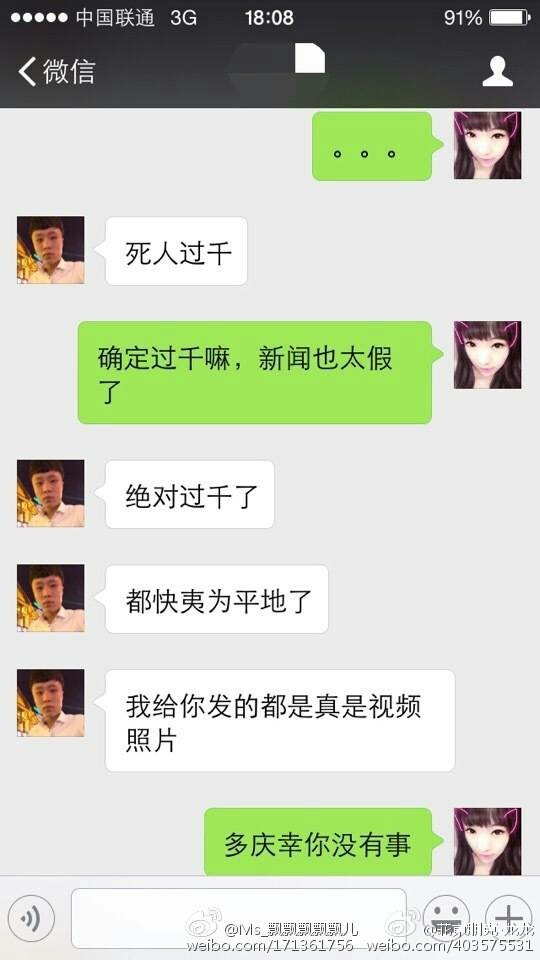 中国联通 3G 18:08 91%
微信
。。。
死人过千
确定过千嘛，新闻也太假
了
绝对过千了
都快夷为平地了
我给你发的都是真是视频
照片
多庆幸你没有事
@Ms_飘飘飘飘飘儿
weibo.com/171361756
weibo.com/403575531